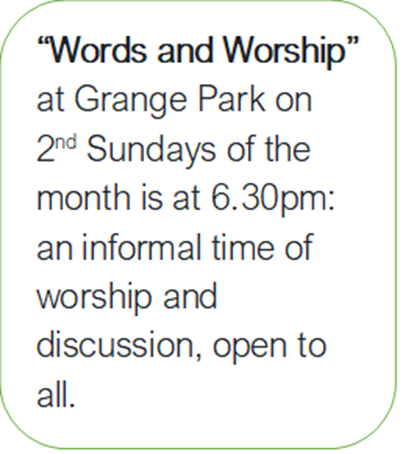 “Words and Worship”
at Grange Park on
2nd Sundays of the
month is at 6.30pm:
an informal time of
worship and
discussion, open to
all.